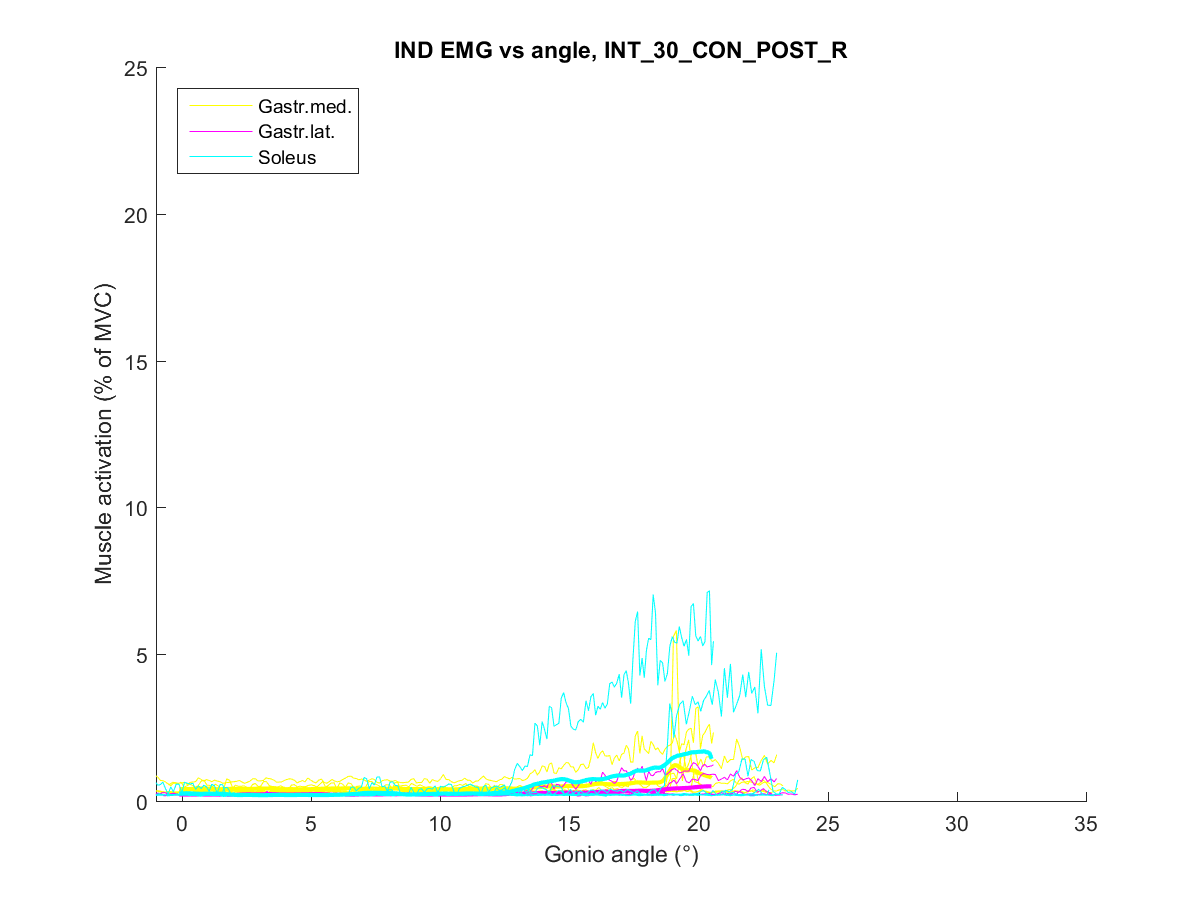 IND EMG vs angle, INT_30_CON_POST_R
25
20
15
10
5
0
Muscle activation (% of MVC)
Gastr.med.
Gastr.lat.
Soleus
0 5 10 15 20 25 30 35
Gonio angle (°)